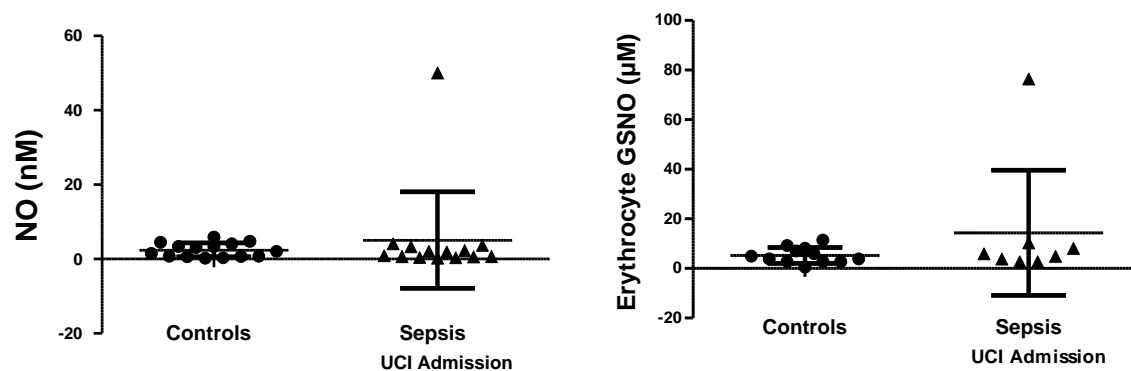 NO (nM)
60
40
20
0
-20
Controls
Sepsis
UCI Admission
Erythrocyte GSNO (μM)
100
80
60
40
20
0
-20
Controls
Sepsis
UCI Admission